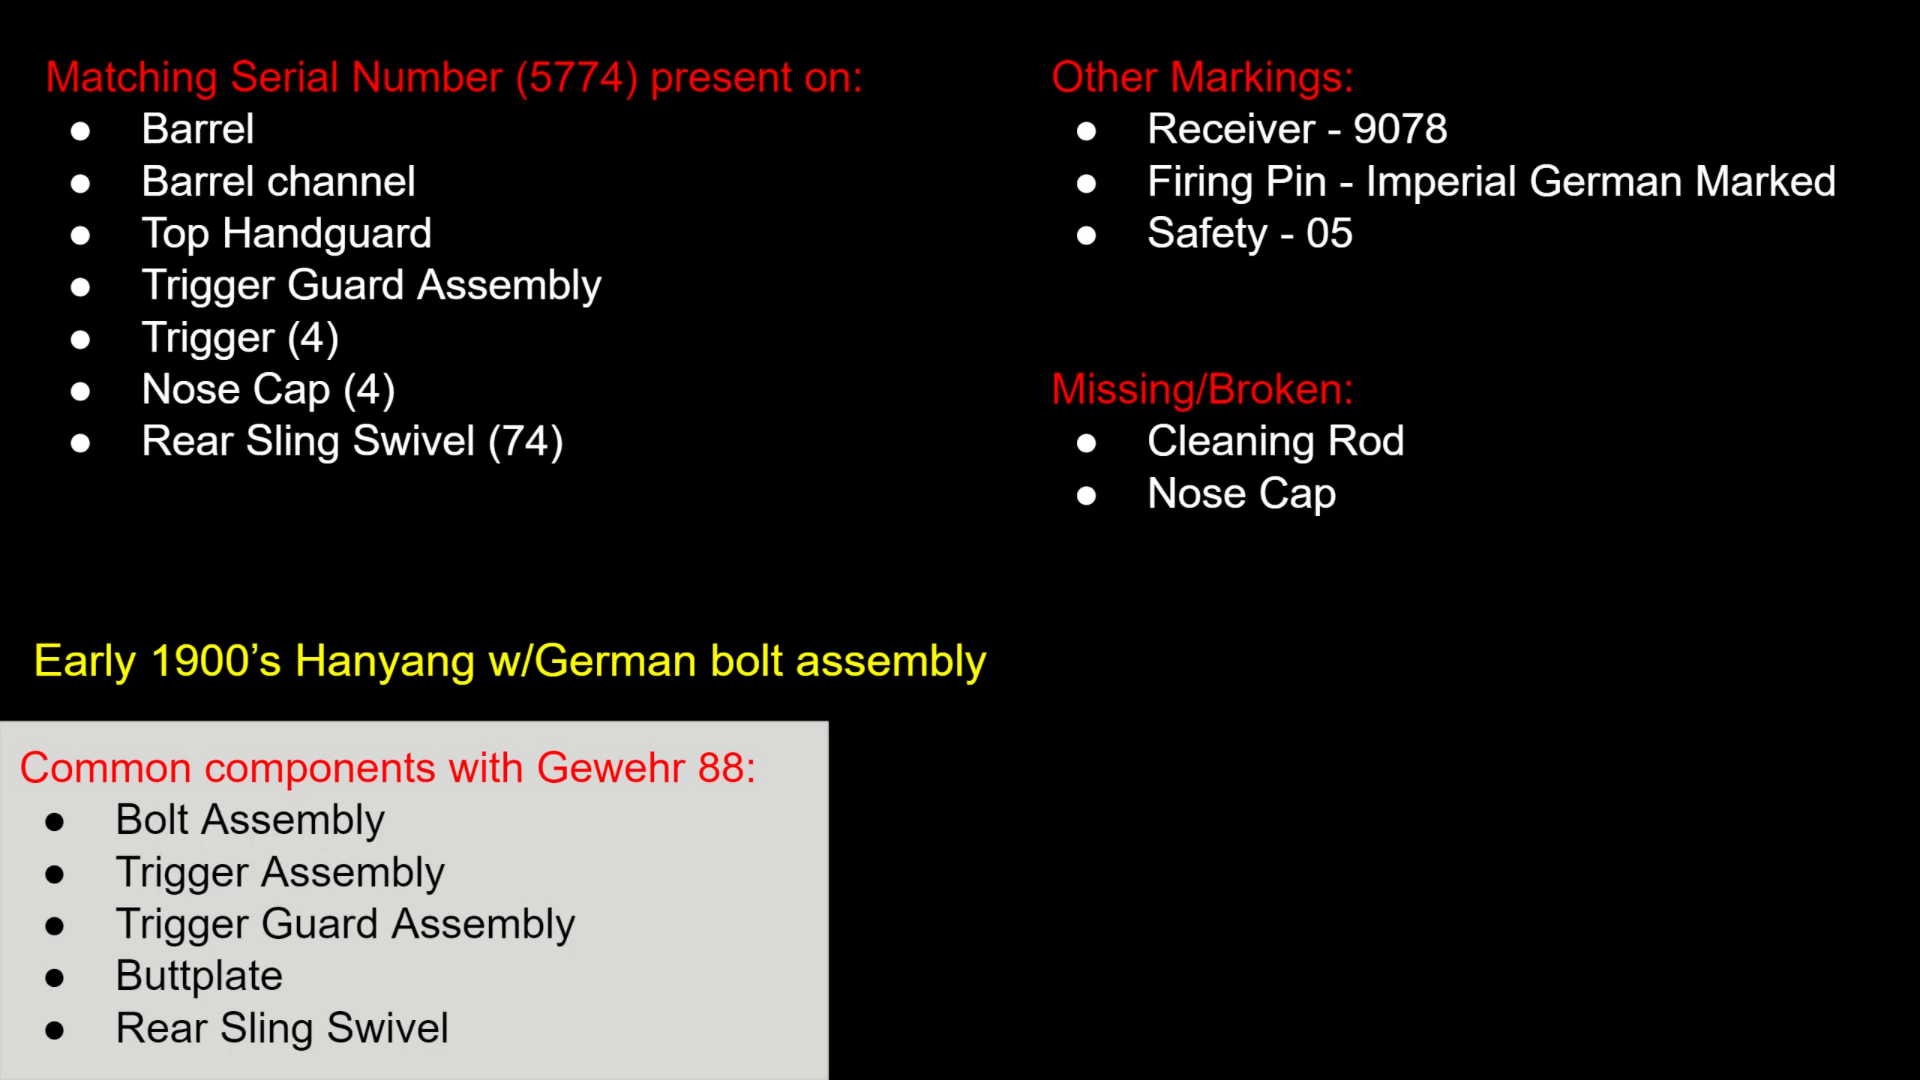 Matching Serial Number (5774) present on:
● Barrel
● Barrel channel
● Top Handguard
● Trigger Guard Assembly
● Trigger (4)
● Nose Cap (4)
● Rear Sling Swivel (74)
Other Markings:
● Receiver - 9078
● Firing Pin - Imperial German Marked
● Safety - 05
Missing/Broken:
● Cleaning Rod
● Nose Cap
Early 1900’s Hanyang w/German bolt assembly
Common components with Gewehr 88:
● Bolt Assembly
● Trigger Assembly
● Trigger Guard Assembly
● Buttplate
● Rear Sling Swivel